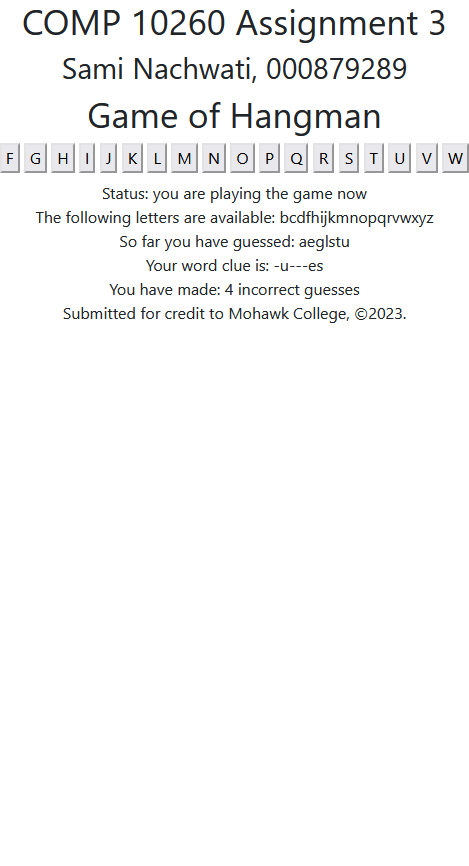 COMP 10260 Assignment 3
Sami Nachwati, 000879289
Game of Hangman
F G H I J K L M N O P Q R S T U V W
Status: you are playing the game now
The following letters are available: bcdfhijkmnopqrvwxyz
So far you have guessed: aeglstu
Your word clue is: -u---es
You have made: 4 incorrect guesses
Submitted for credit to Mohawk College, ©2023.